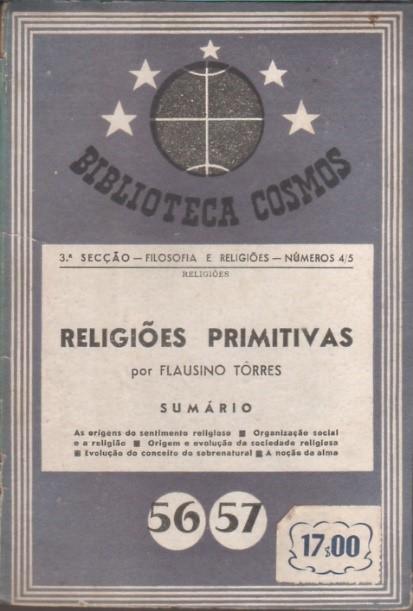 BIBLIOTECA COSMOS
3.ª SECÇÃO — FILOSOFIA E RELIGIÕES — NÚMEROS 4/5
RELIGIÕES
RELIGIÕES PRIMITIVAS
por FLAUSINO TÔRRES
SUMÁRIO
As origens do sentimento religioso ■ Organização social
e a religião ■ Origem e evolução da sociedade religiosa
■ Evolução do conceito do sobrenatural ■ A noção da alma
56 57
17$00